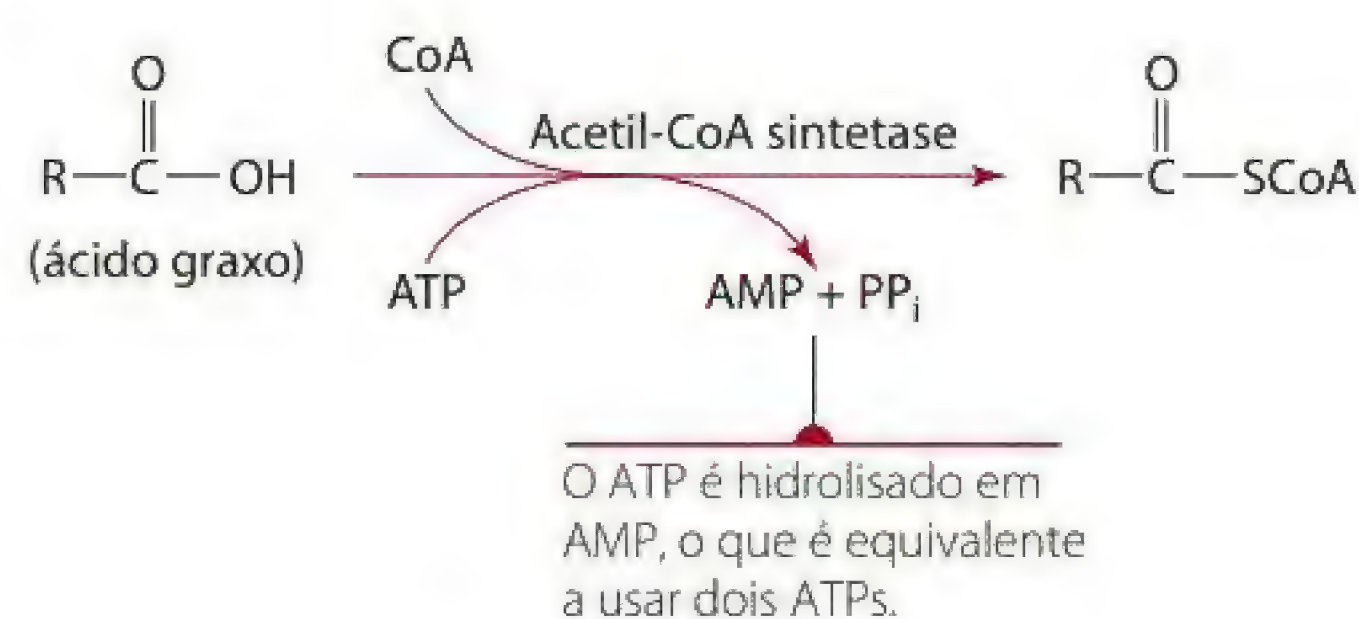 O
CoA
O
Acetil-CoA sintetase
R—C—OH
R—C—SCoA
(ácido graxo)
ATP
AMP + PPi
O ATP é hidrolisado em
AMP, o que é equivalente
a usar dois ATPs.